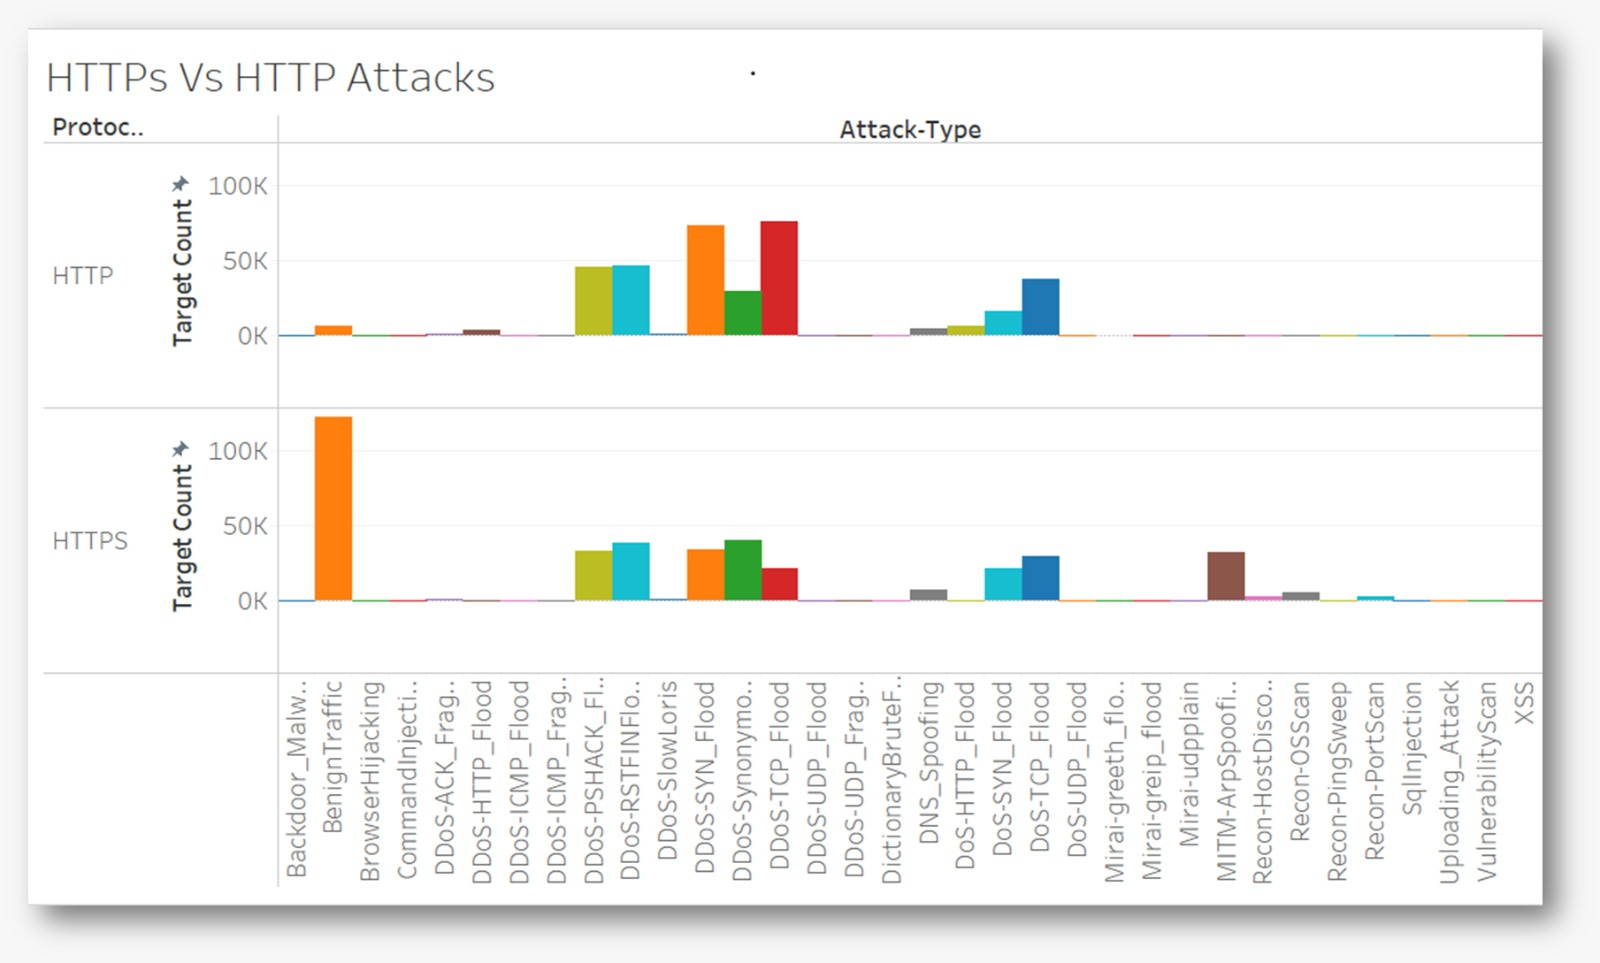 HTTPs Vs HTTP Attacks
Protoc..
Attack-Type
HTTP
Target Count
100K
50K
0K
HTTPS
Target Count
100K
50K
0K
Backdoor_Malw..
BenignTraffic
BrowserHijacking
CommandInjecti..
DDoS-ACK_Frag..
DDoS-HTTP_Flood
DDoS-ICMP_Flood
DDoS-ICMP_Frag..
DDoS-PSHACK_Fl..
DDoS-RSTFINFlo..
DDoS-SlowLoris
DDoS-SYN_Flood
DDoS-Synonymo..
DDoS-TCP_Flood
DDoS-UDP_Flood
DDoS-UDP_Frag..
DictionaryBruteF..
DNS_Spoofing
DoS-HTTP_Flood
DoS-SYN_Flood
DoS-TCP_Flood
DoS-UDP_Flood
Mirai-greeth_flo..
Mirai-greip_flood
Mirai-udpplain
MITM-ArpSpoofi..
Recon-HostDisco..
Recon-OSScan
Recon-PingSweep
Recon-PortScan
SqlInjection
Uploading_Attack
VulnerabilityScan
XSS